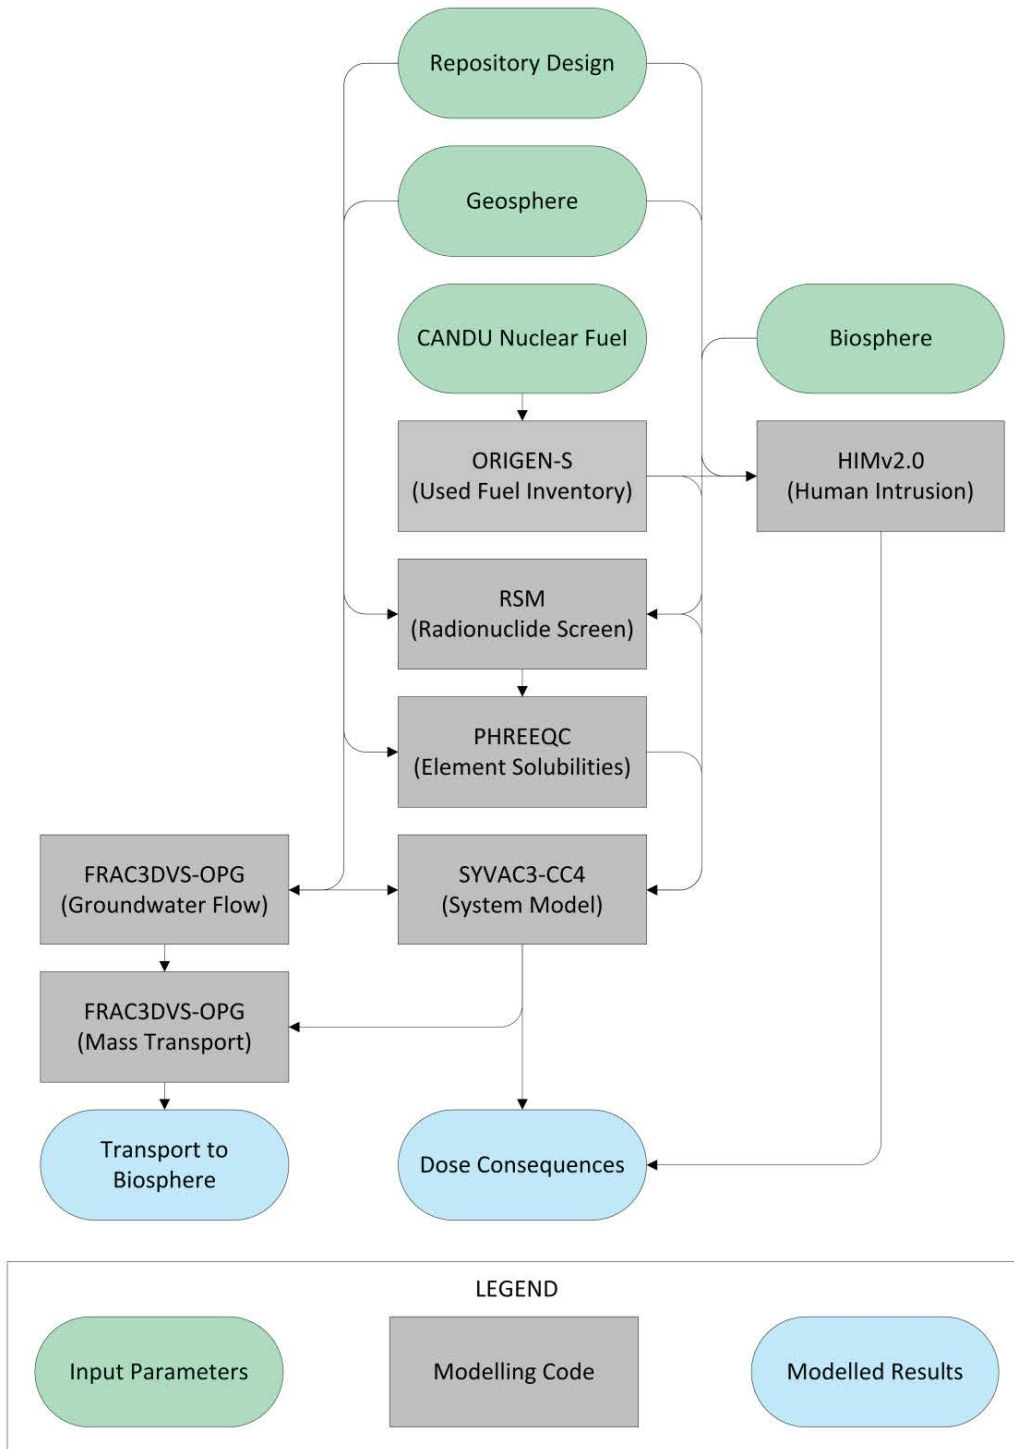 Repository Design
Geosphere
CANDU Nuclear Fuel
Biosphere
ORIGEN-S
(Used Fuel Inventory)
HIMv2.0
(Human Intrusion)
RSM
(Radionuclide Screen)
PHREEQC
(Element Solubilities)
FRAC3DVS-OPG
(Groundwater Flow)
SYVAC3-CC4
(System Model)
FRAC3DVS-OPG
(Mass Transport)
Transport to
Biosphere
Dose Consequences
LEGEND
Input Parameters
Modelling Code
Modelled Results